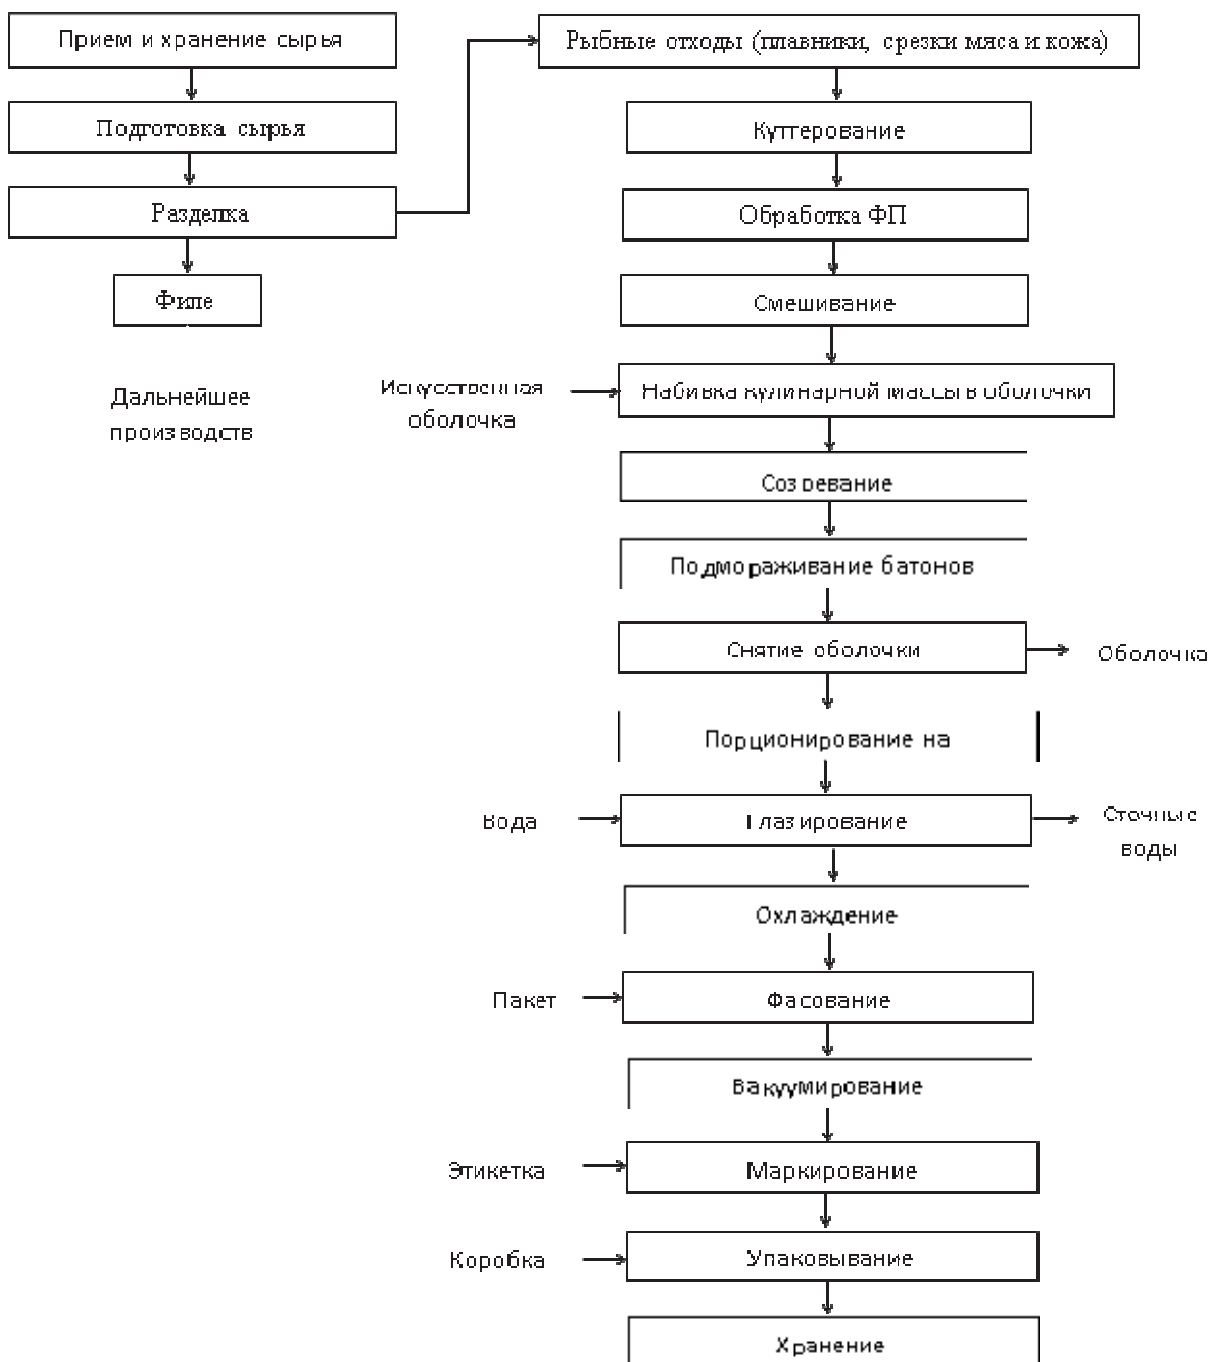 Прием и хранение сырья
Подготовка сырья
Разделка
Филе
Дальнейшее
производств
Рыбные отходы (плавники, срезки мяса и кожа)
Куттерование
Обработка ФП
Смешивание
Искусственная
оболочка
Набивка кулинарной массы в оболочки
Созревание
Подмораживание батонов
Снятие оболочки
Оболочка
Порционирование на
Вода
Глазирование
Сточные
воды
Охлаждение
Пакет
Фасование
Вакуумирование
Этикетка
Маркирование
Коробка
Упаковывание
Хранение